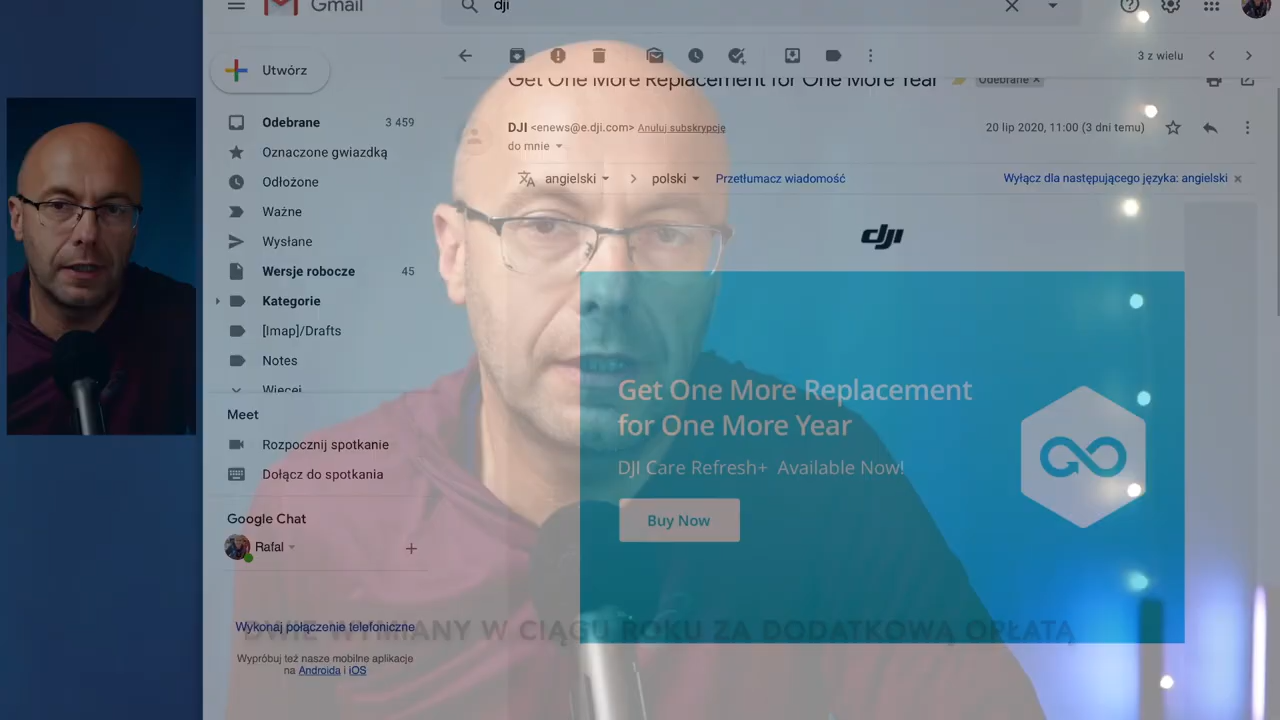 Gmail
dji
Utwórz
3 z wielu
Get One More Replacement for One More Year
Odebrane ×
Odebrane 3 459
DJI <enews@e.dji.com> Anuluj subskrypcję
20 lip 2020, 11:00 (3 dni temu)
do mnie
Oznaczone gwiazdką
angielski > polski Przetłumacz wiadomość
Wyłącz dla następującego języka: angielski ×
Odłożone
Ważne
Wysłane
Wersje robocze 45
Kategorie
[Imap]/Drafts
Notes
Więcej
dji
Get One More Replacement
for One More Year
DJI Care Refresh+ Available Now!
Buy Now
Meet
Rozpocznij spotkanie
Dołącz do spotkania
Google Chat
Rafal
Wykonaj połączenie telefoniczne
Wypróbuj też nasze mobilne aplikacje
na Androida i iOS
DWIE WYMIANY W CIĄGU ROKU ZA DODATKOWĄ OPŁATĄ